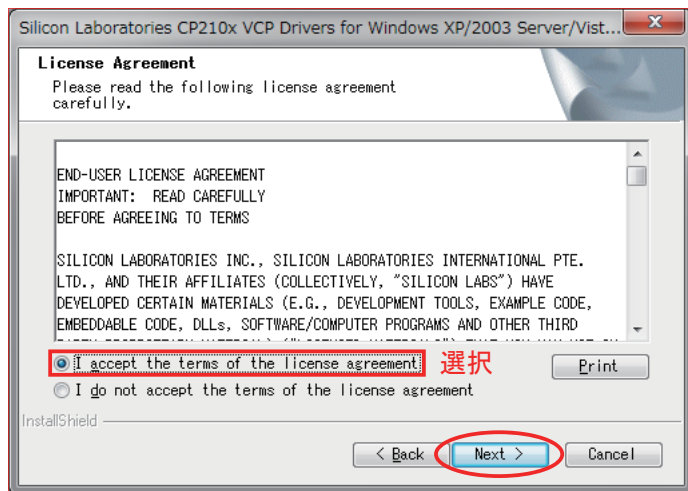 Silicon Laboratories CP210x VCP Drivers for Windows XP/2003 Server/Vist...
License Agreement
Please read the following license agreement
carefully.
END-USER LICENSE AGREEMENT
IMPORTANT: READ CAREFULLY
BEFORE AGREEING TO TERMS
SILICON LABORATORIES INC., SILICON LABORATORIES INTERNATIONAL PTE.
LTD., AND THEIR AFFILIATES (COLLECTIVELY, "SILICON LABS") HAVE
DEVELOPED CERTAIN MATERIALS (E.G., DEVELOPMENT TOOLS, EXAMPLE CODE,
EMBEDDABLE CODE, DLLs, SOFTWARE/COMPUTER PROGRAMS AND OTHER THIRD
I accept the terms of the license agreement 選択
Print
I do not accept the terms of the license agreement
InstallShield
< Back Next > Cancel